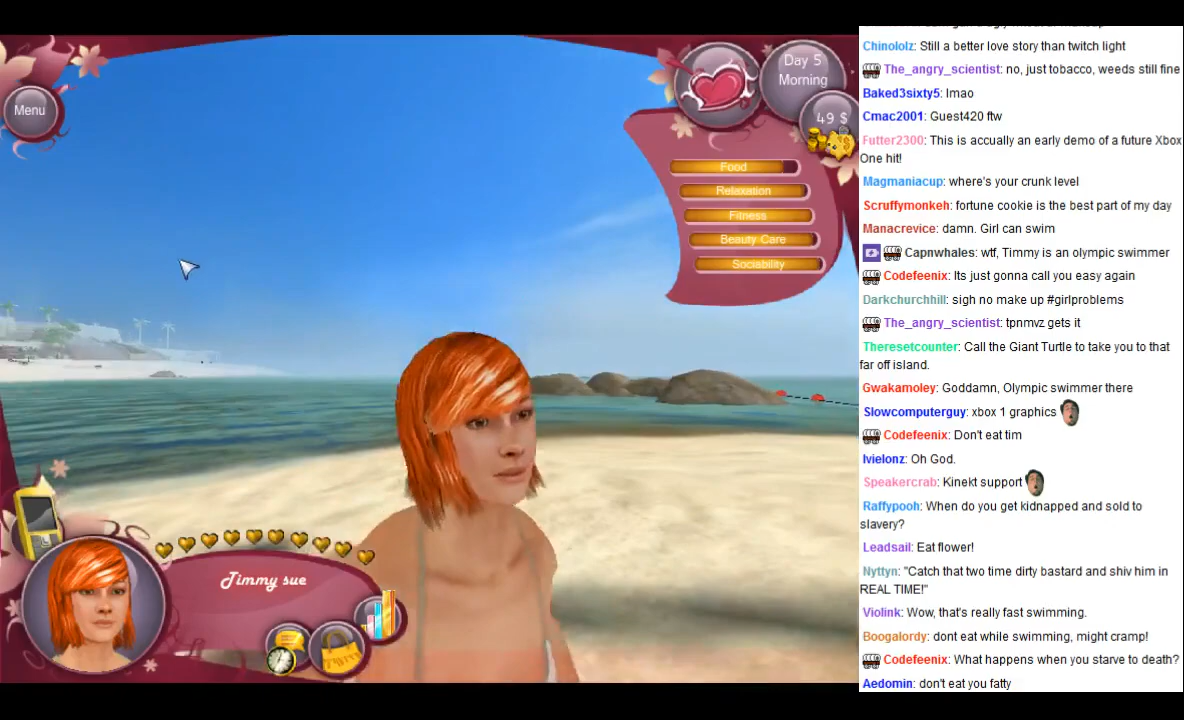 Menu
Day 5
Morning
49 $
Food
Relaxation
Fitness
Beauty Care
Sociability
Timmy sue
Chinololz: Still a better love story than twitch light
The_angry_scientist: no, just tobacco, weeds still fine
Baked3sixty5: lmao
Cmac2001: Guest420 ftw
Futter2300: This is accually an early demo of a future Xbox
One hit!
Magmaniacup: where's your crunk level
Scruffymonkeh: fortune cookie is the best part of my day
Manacrevice: damn. Girl can swim
Capnwhales: wtf, Timmy is an olympic swimmer
Codefeenix: Its just gonna call you easy again
Darkchurchhill: sigh no make up #girlproblems
The_angry_scientist: tpnmvz gets it
Theresetcounter: Call the Giant Turtle to take you to that
far off island.
Gwakamoley: Goddamn, Olympic swimmer there
Slowcomputerguy: xbox 1 graphics
Codefeenix: Don't eat tim
Ivielonz: Oh God.
Speakercrab: Kinekt support
Raffypooh: When do you get kidnapped and sold to
slavery?
Leadsail: Eat flower!
Nyttyn: "Catch that two time dirty bastard and shiv him in
REAL TIME!"
Violink: Wow, that's really fast swimming.
Boogalordy: dont eat while swimming, might cramp!
Codefeenix: What happens when you starve to death?
Aedomin: don't eat you fatty